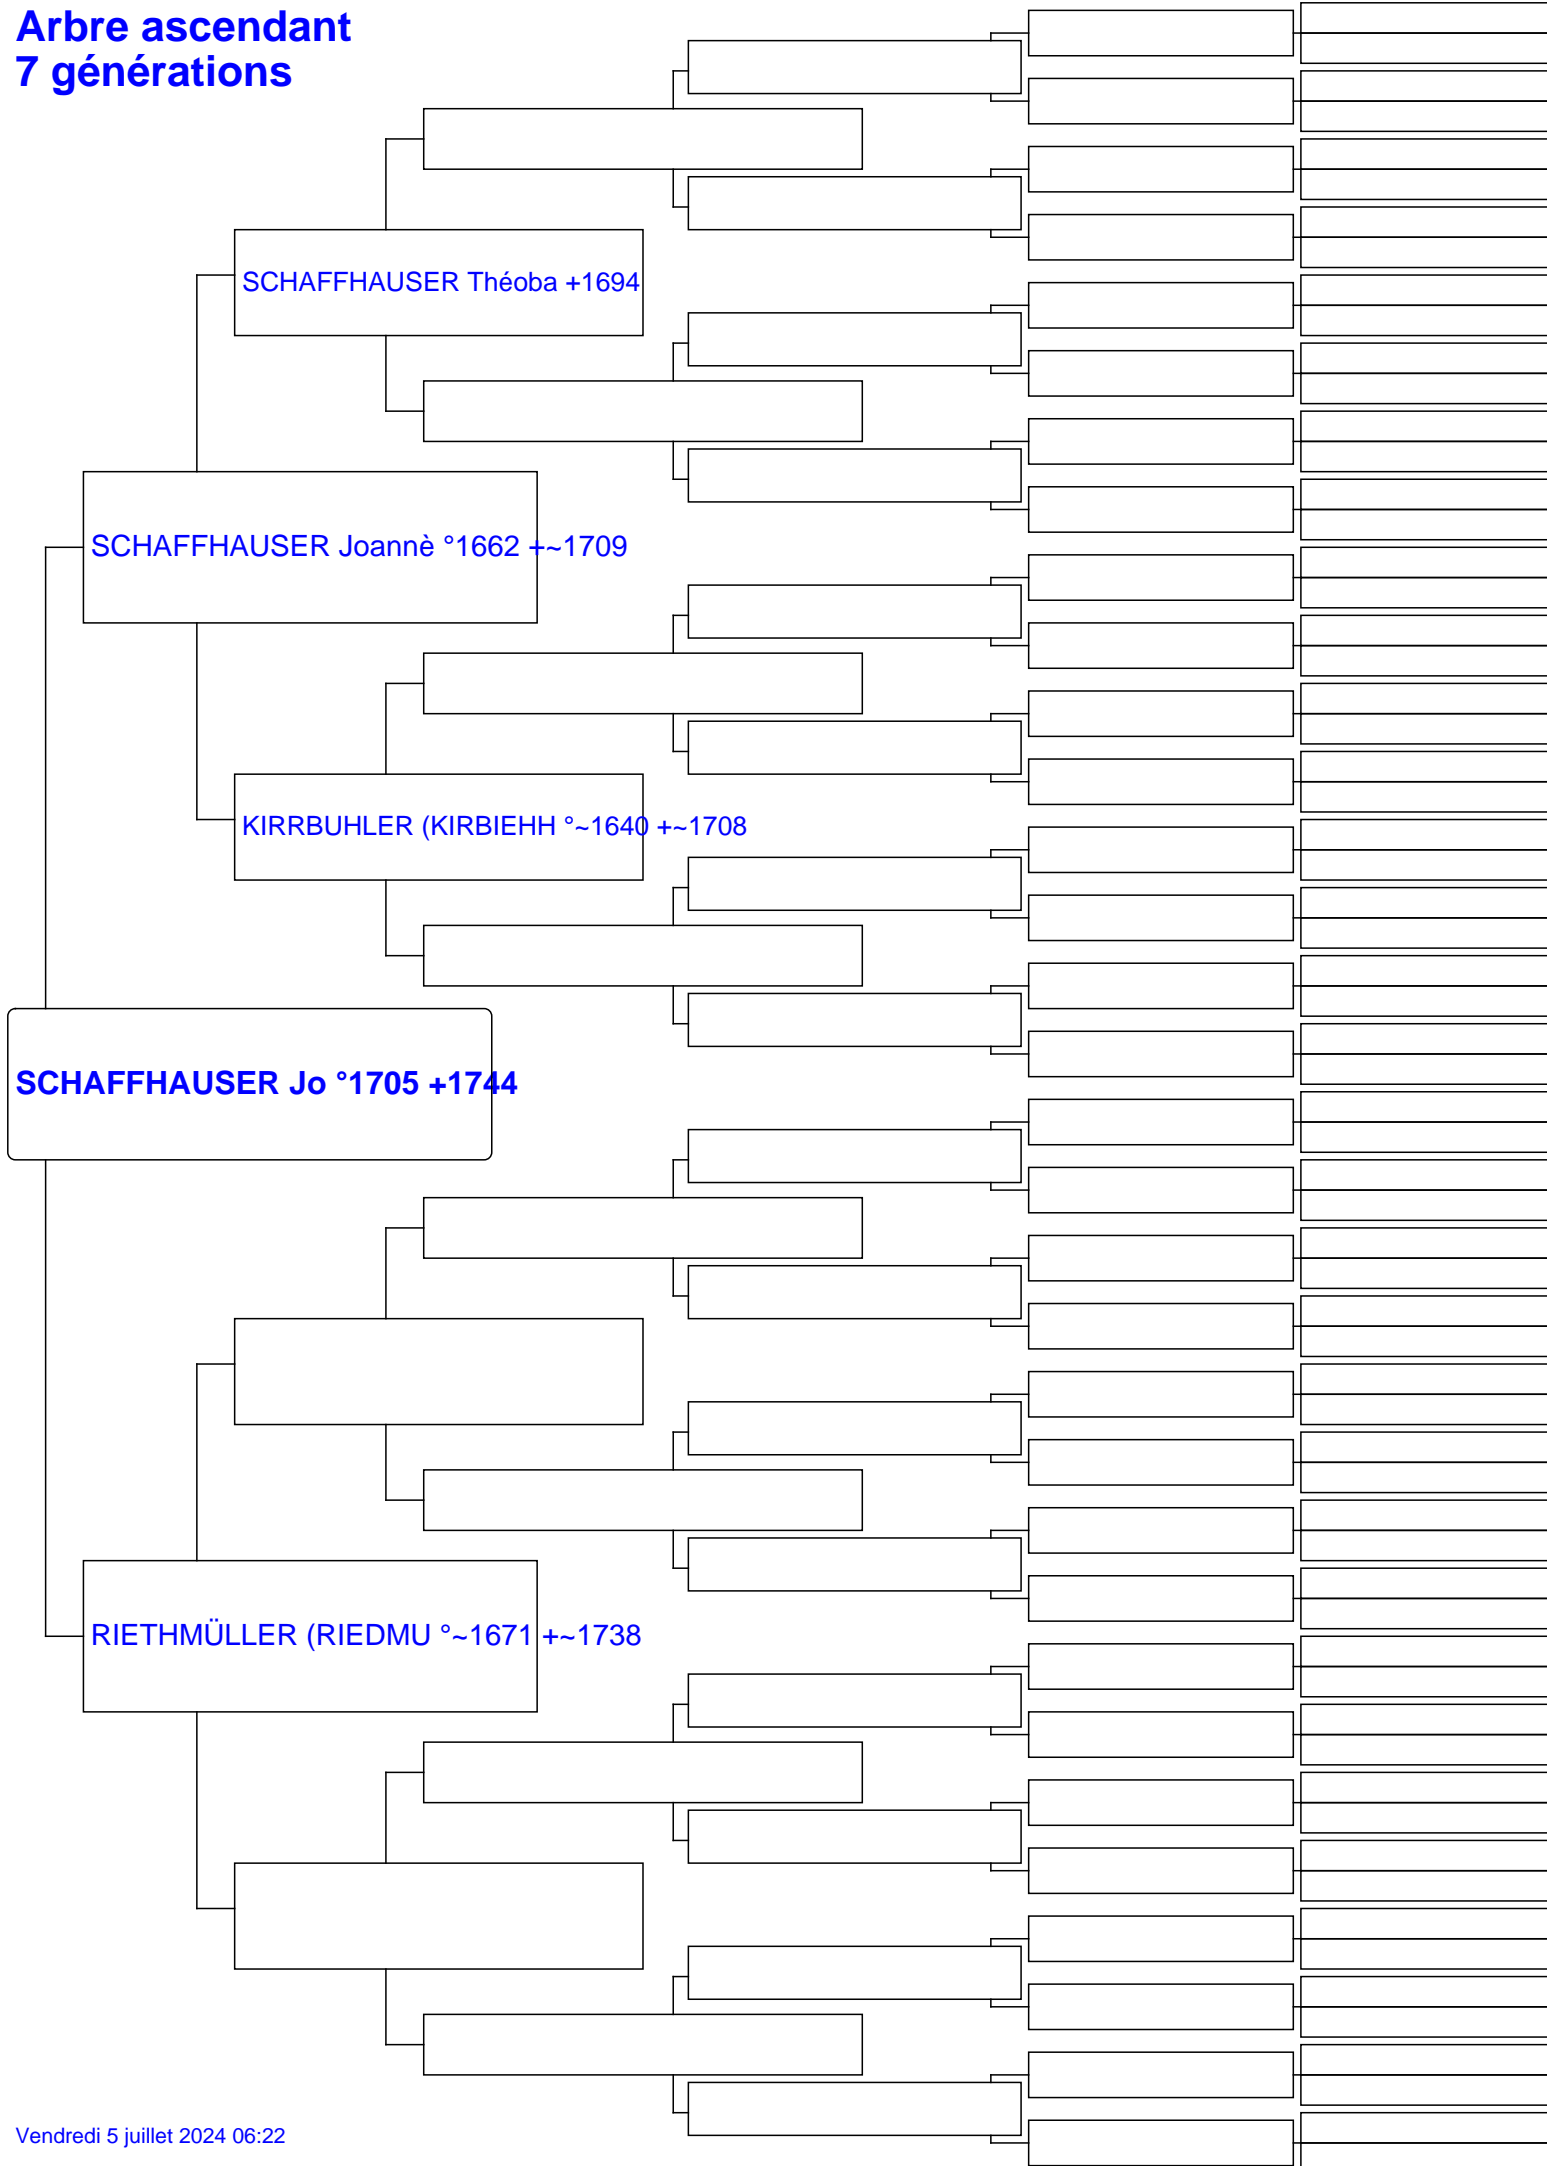 Arbre ascendant
7 générations
SCHAFFHAUSER Théoba +1694
SCHAFFHAUSER Joannè °1662 +~1709
KIRRBUHLER (KIRBIEHH °~1640 +~1708
SCHAFFHAUSER Jo °1705 +1744
RIETHMÜLLER (RIEDMU °~1671 +~1738
Vendredi 5 juillet 2024 06:22